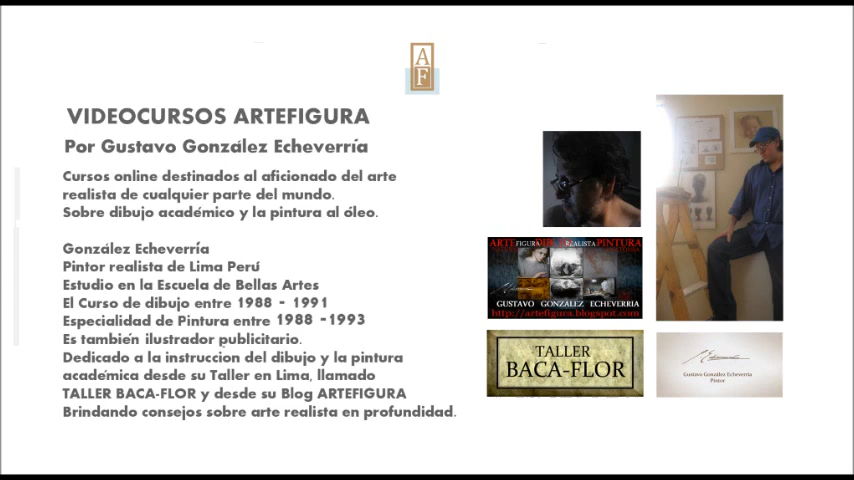 AF
VIDEOCURSOS ARTEFIGURA
Por Gustavo González Echeverría
Cursos online destinados al aficionado del arte
realista de cualquier parte del mundo.
Sobre dibujo académico y la pintura al óleo.
González Echeverría
Pintor realista de Lima Perú
Estudio en la Escuela de Bellas Artes
El Curso de dibujo entre 1988 - 1991
Especialidad de Pintura entre 1988 -1993
Es también ilustrador publicitario.
Dedicado a la instruccion del dibujo y la pintura
académica desde su Taller en Lima, llamado
TALLER BACA-FLOR y desde su Blog ARTEFIGURA
Brindando consejos sobre arte realista en profundidad.
ARTEFIGURA DIBUJO REALISTA PINTURA
GUSTAVO GONZALEZ ECHEVERRIA
http://artefigura.blogspot.com
TALLER
BACA-FLOR
Gustavo González Echeverría
Pintor